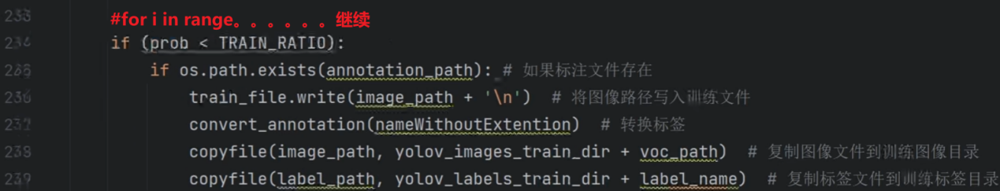 233 #for i in range。。。。。。继续
234 if (prob < TRAIN_RATIO):
235 if os.path.exists(annotation_path): # 如果标注文件存在
236 train_file.write(image_path + '\n') # 将图像路径写入训练文件
237 convert_annotation(nameWithoutExtention) # 转换标签
238 copyfile(image_path, yolov_images_train_dir + voc_path) # 复制图像文件到训练图像目录
239 copyfile(label_path, yolov_labels_train_dir + label_name) # 复制标签文件到训练标签目录